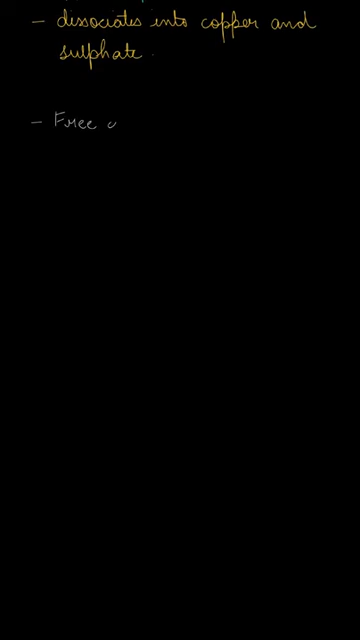 - dissociates into copper and
sulphate.
- Free